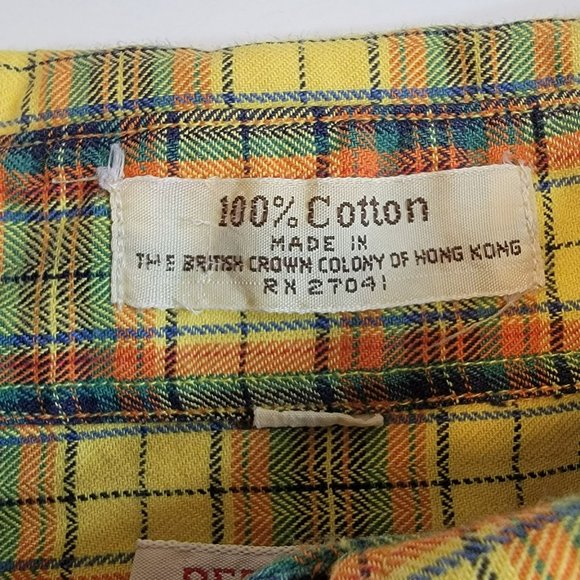 100% Cotton
MADE IN
THE BRITISH CROWN COLONY OF HONG KONG
RN 27041